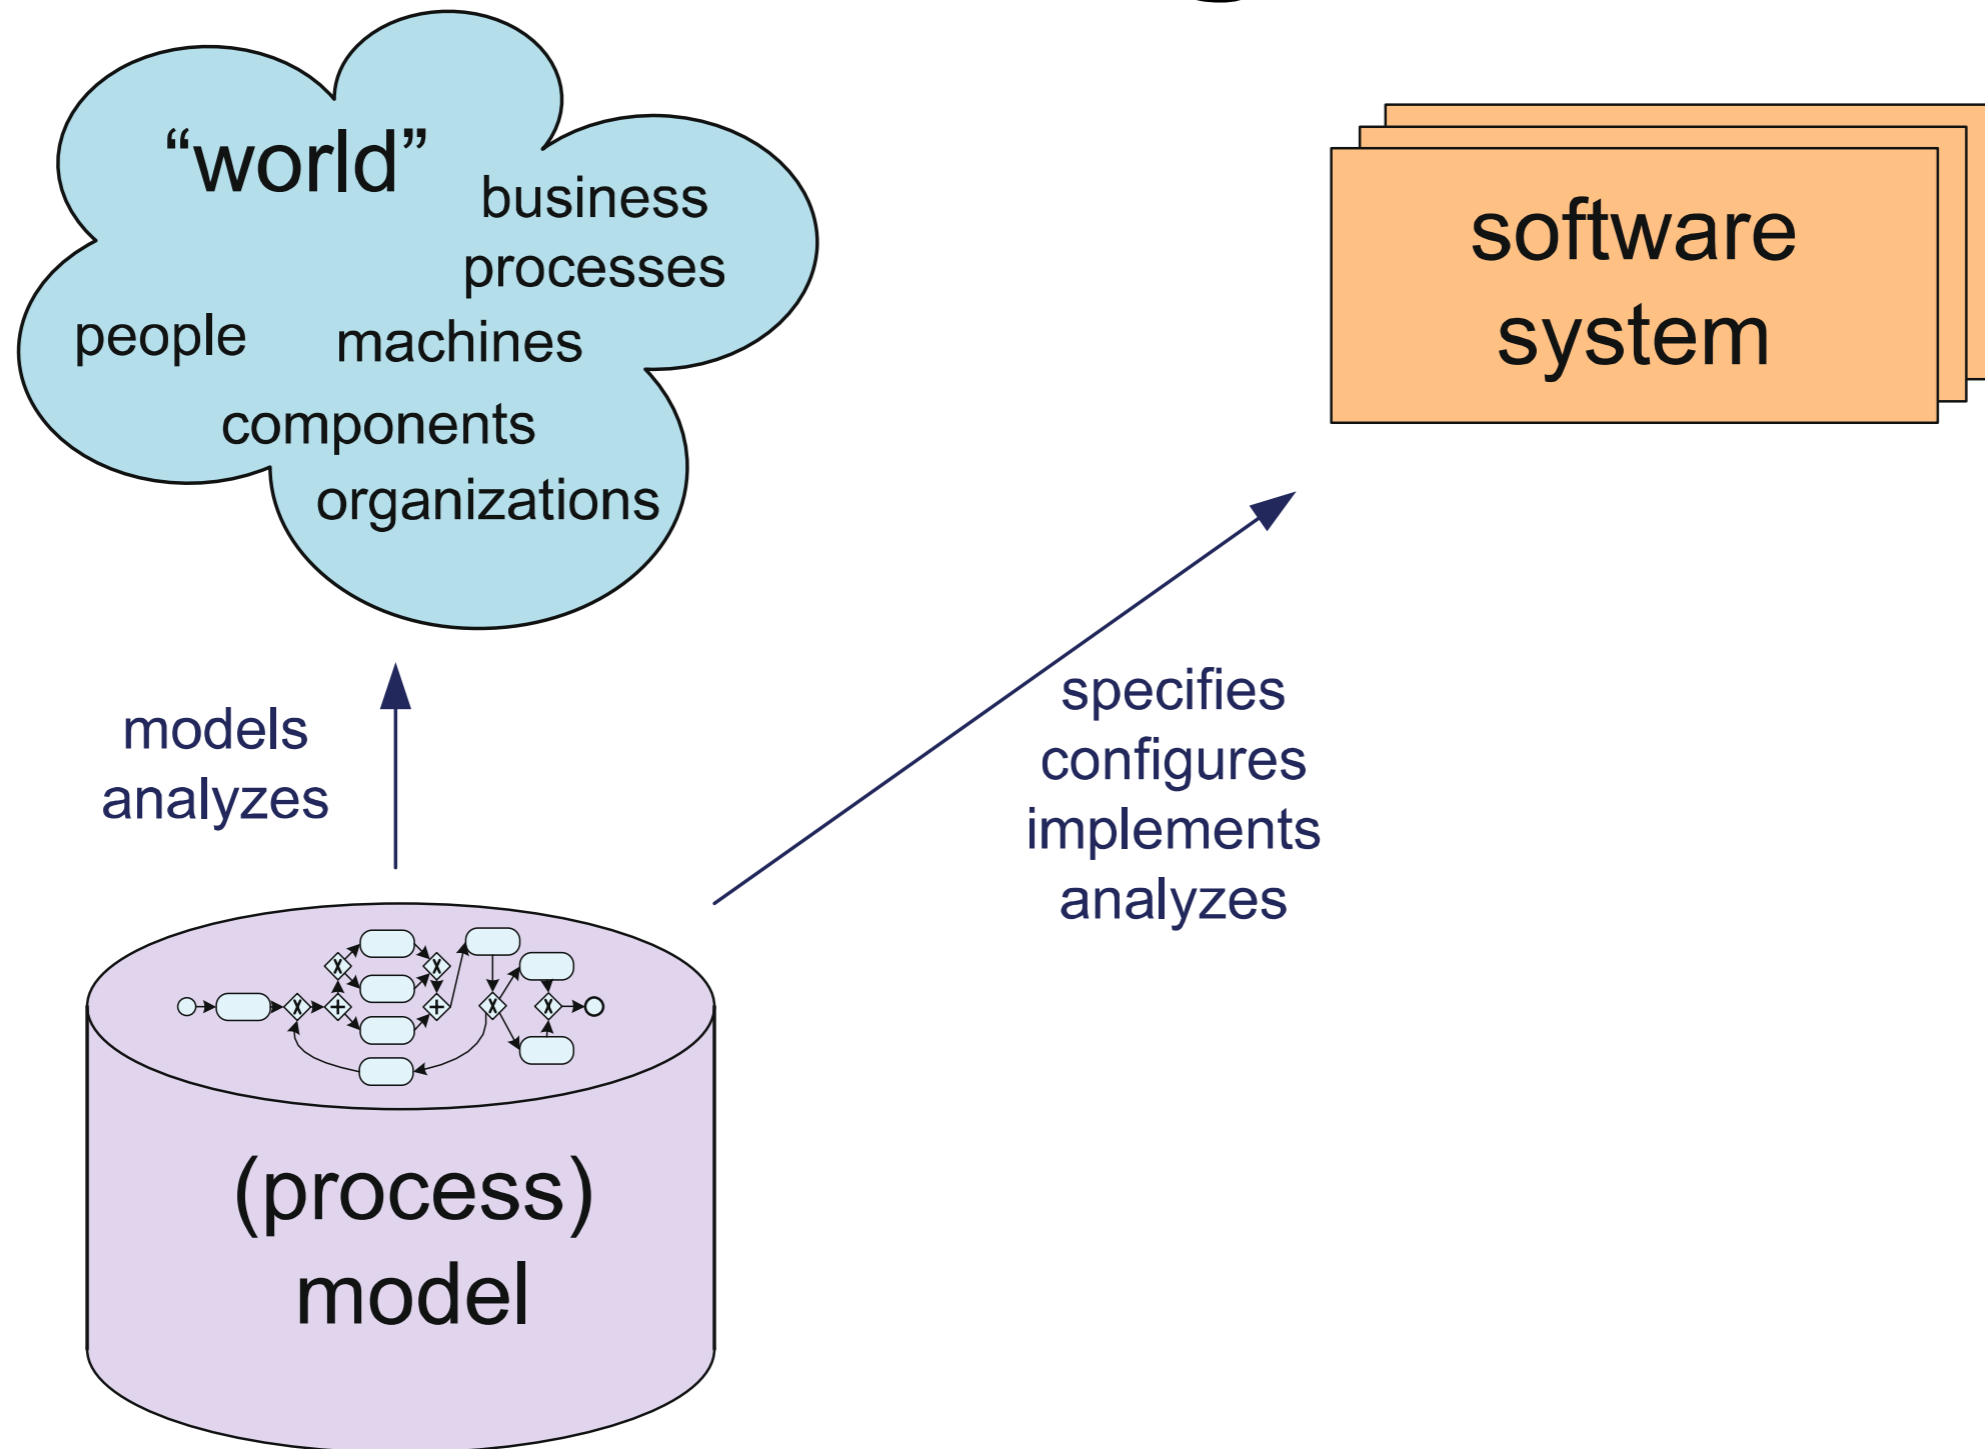 “world”
business
processes
people
machines
components
organizations
software
system
models
analyzes
specifies
configures
implements
analyzes
(process)
model